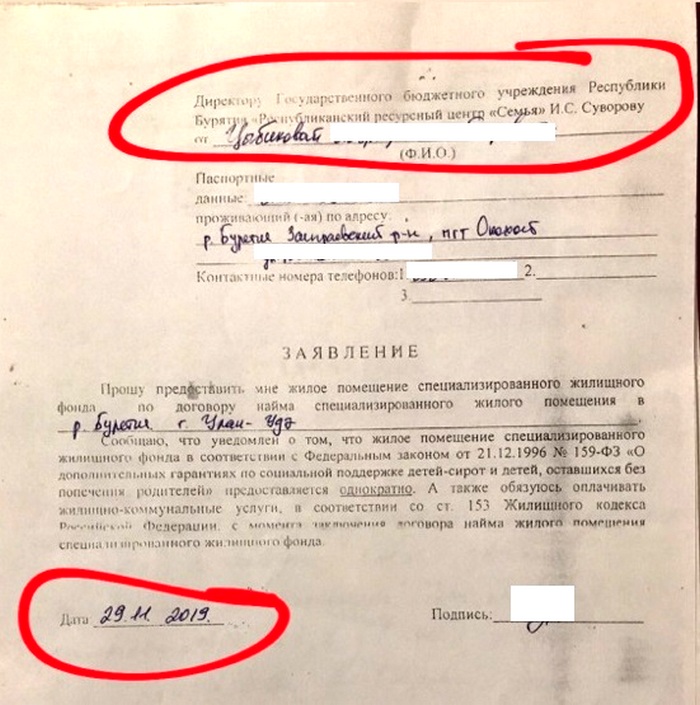 Директору Государственного бюджетного учреждения Республики
Бурятия «Республиканский ресурсный центр «Семья» И.С. Суворову
от Цыбиковой
(Ф.И.О.)
Паспортные
данные:
проживающий (-ая) по адресу:
р. Бурятия Заиграевский р-н, пгт Онохой
Контактные номера телефонов:1 2.
3.
ЗАЯВЛЕНИЕ
Прошу предоставить мне жилое помещение специализированного жилищного
фонда по договору найма специализированного жилого помещения в
р. Бурятия г. Улан-Удэ
Сообщаю, что уведомлен о том, что жилое помещение специализированного
жилищного фонда в соответствии с Федеральным законом от 21.12.1996 № 159-ФЗ «О
дополнительных гарантиях по социальной поддержке детей-сирот и детей, оставшихся без
попечения родителей» предоставляется однократно. А также обязуюсь оплачивать
жилищно-коммунальные услуги, в соответствии со ст. 153 Жилищного кодекса
Российской Федерации, с момента заключения договора найма жилого помещения
специализированного жилищного фонда.
Дата 29.11 2019.
Подпись: